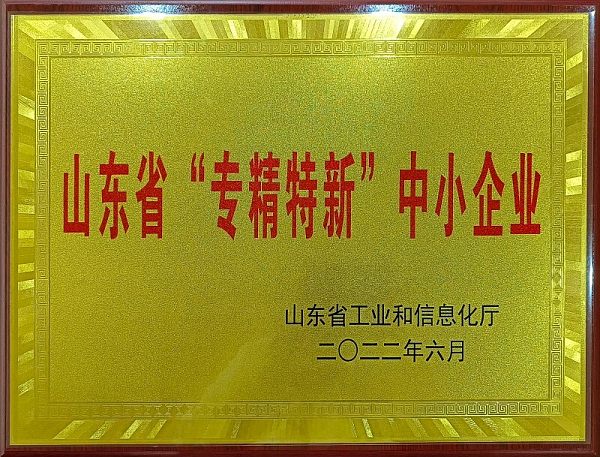 山东省“专精特新”中小企业
山东省工业和信息化厅
二〇二二年六月